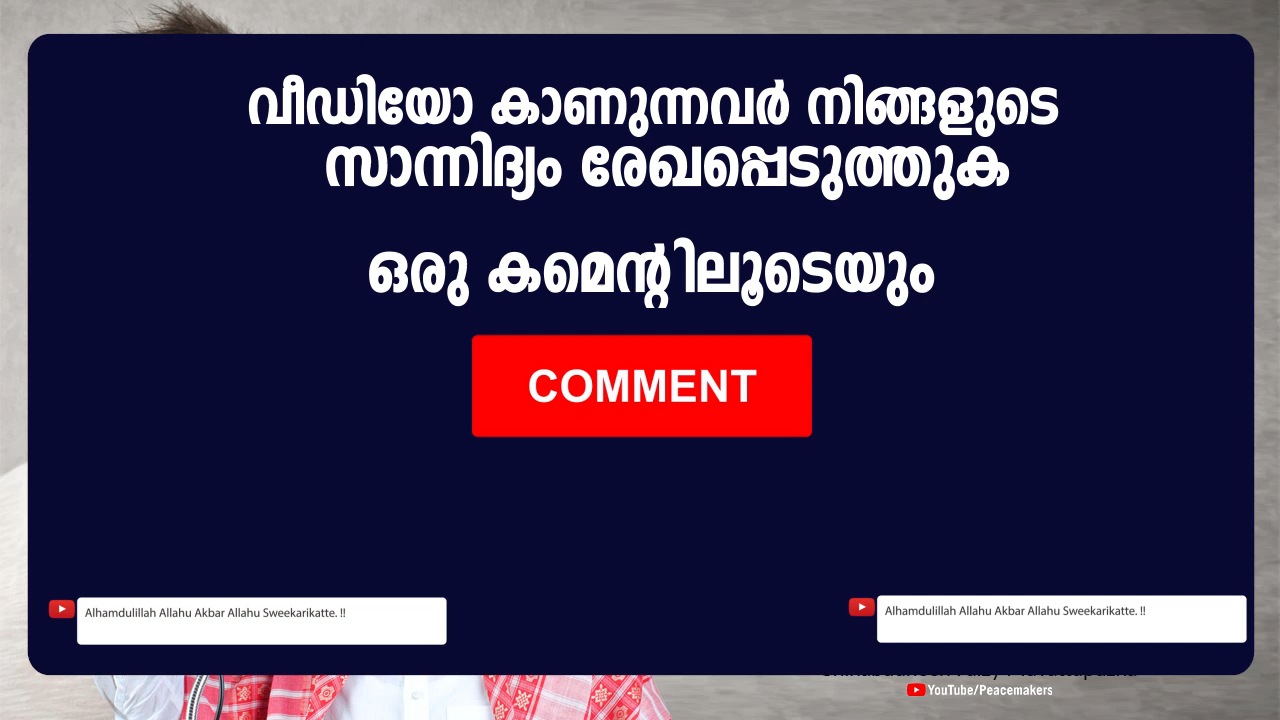 വീഡിയോ കാണുന്നവർ നിങ്ങളുടെ
സാന്നിദ്യം രേഖപ്പെടുത്തുക
ഒരു കമെന്റിലൂടെയും
COMMENT
Alhamdulillah Allahu Akbar Allahu Sweekarikatte. !!
Alhamdulillah Allahu Akbar Allahu Sweekarikatte. !!
YouTube/Peacemakers